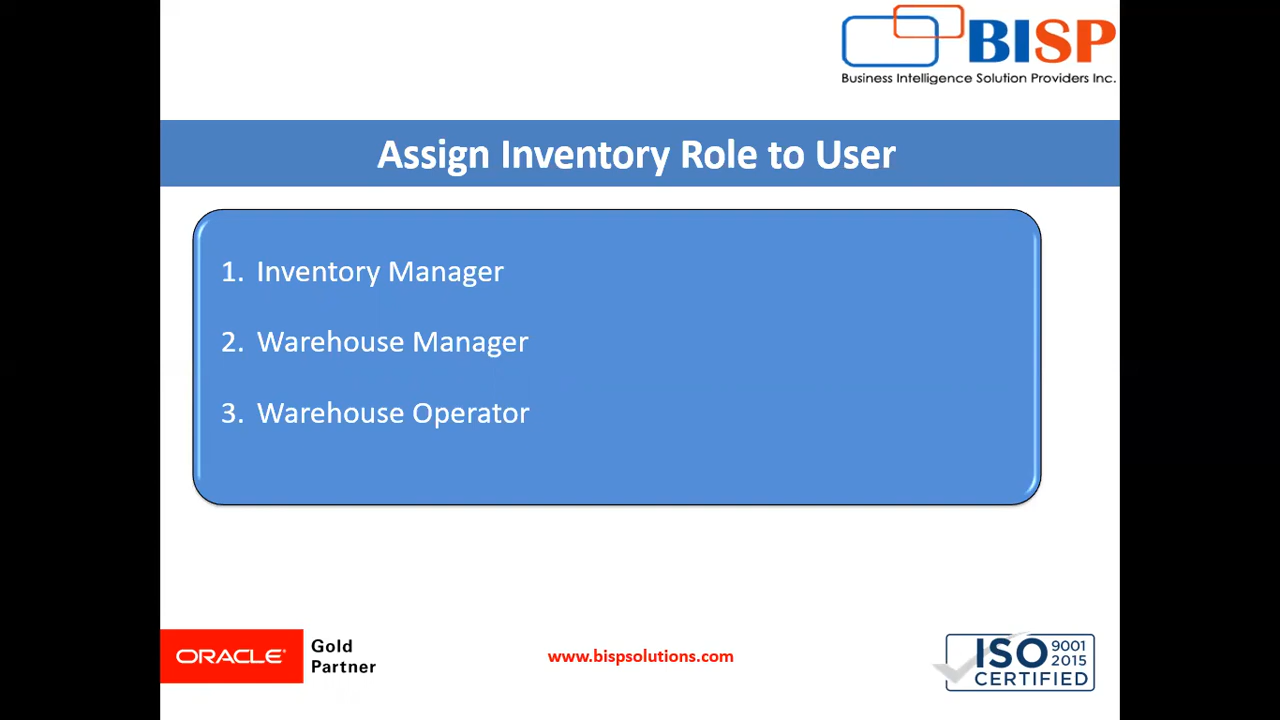 BISP
Business Intelligence Solution Providers Inc.
Assign Inventory Role to User
1. Inventory Manager
2. Warehouse Manager
3. Warehouse Operator
ORACLE®
Gold
Partner
www.bispsolutions.com
ISO 9001
2015
CERTIFIED